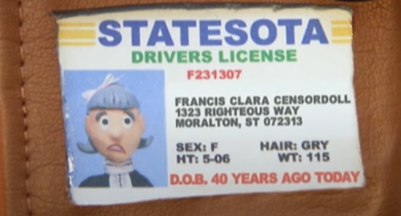 STATESOTA
DRIVERS LICENSE
F231307
FRANCIS CLARA CENSORDOLL
1323 RIGHTEOUS WAY
MORALTON, ST 072313
SEX: F HAIR: GRY
HT: 5-06 WT: 115
D.O.B. 40 YEARS AGO TODAY